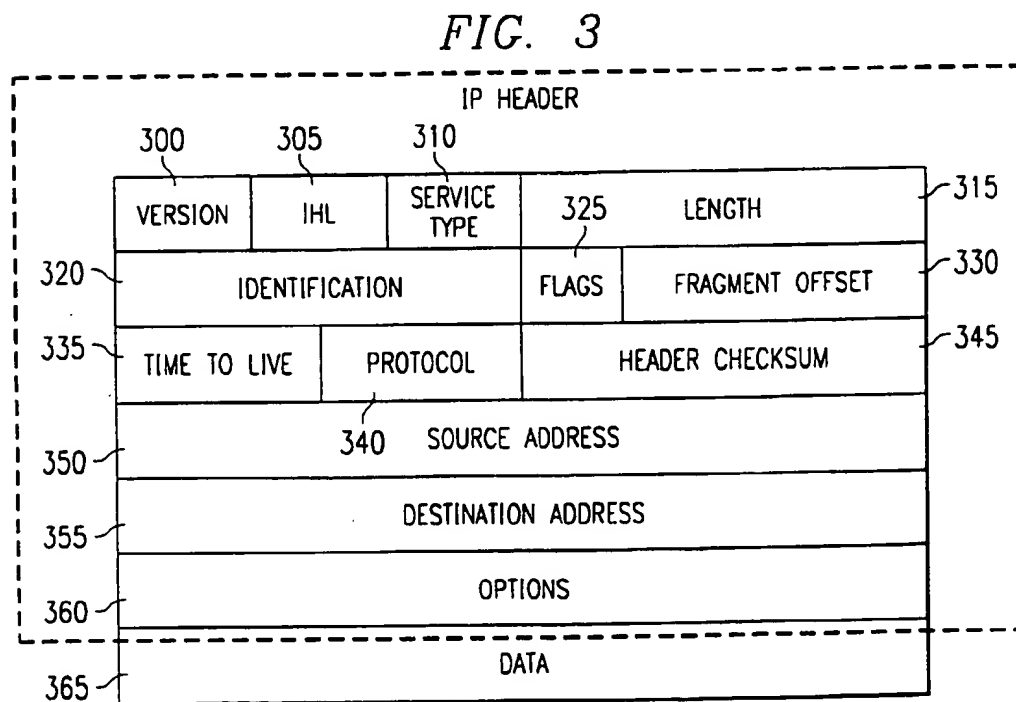 FIG. 3
IP HEADER
300
305
310
VERSION
IHL
SERVICE
TYPE
325
LENGTH
315
320
IDENTIFICATION
FLAGS
FRAGMENT OFFSET
330
335
TIME TO LIVE
PROTOCOL
HEADER CHECKSUM
345
340
350
SOURCE ADDRESS
355
DESTINATION ADDRESS
360
OPTIONS
365
DATA